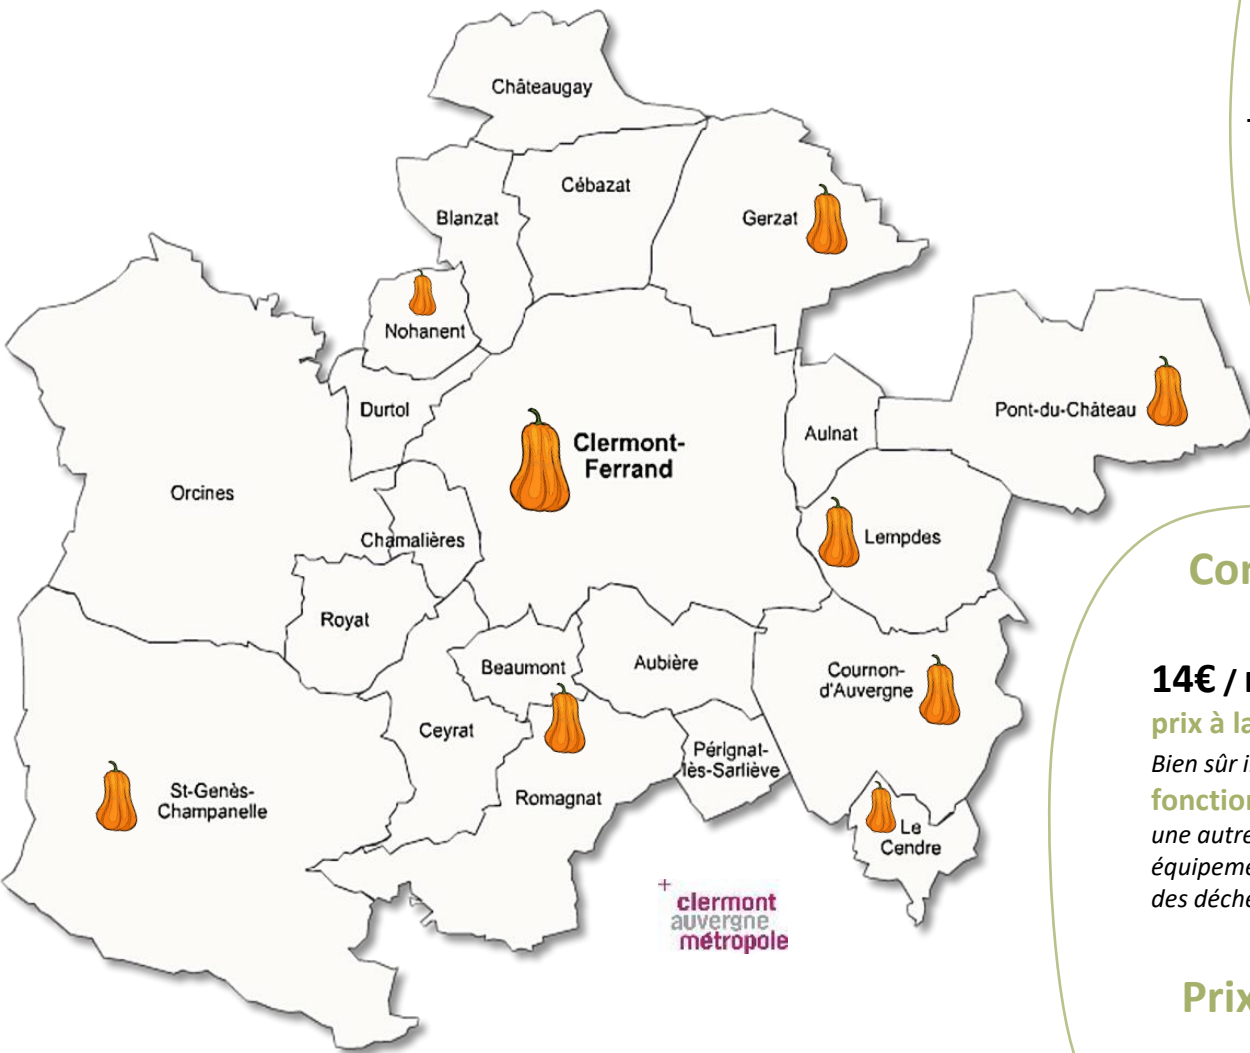 Châteaugay
Cébazat
Blanzat
Gerzat
Nohanent
Durtol
Pont-du-Château
Aulnat
Clermont-
Ferrand
Orcines
Chamalières
Lempdes
Royat
Beaumont
Aubière
Cournon-
d'Auvergne
Ceyrat
Pérignat-
lès-Sarliève
St-Genès-
Champanelle
Romagnat
Le
Cendre
+
clermont
auvergne
métropole
14€ /
prix à la
Bien sûr i
fonction
une autre
équipeme
des déche
Prix